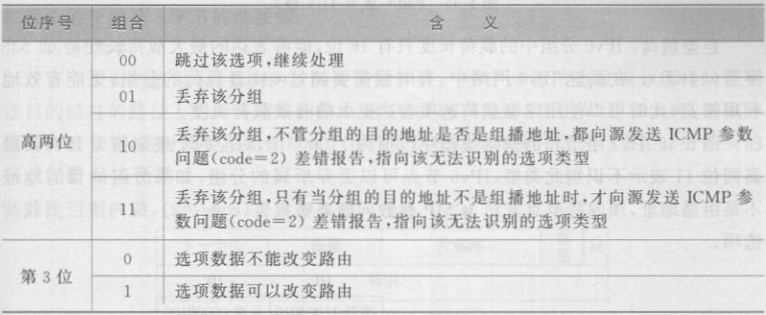 位序号 组合 含 义
00 跳过该选项,继续处理
01 丢弃该分组
高两位 10 丢弃该分组,不管分组的目的地址是否是组播地址,都向源发送 ICMP 参数
问题(code=2) 差错报告,指向该无法识别的选项类型
11 丢弃该分组,只有当分组的目的地址不是组播地址时,才向源发送 ICMP 参
数问题(code=2) 差错报告,指向该无法识别的选项类型
第 3 位 0 选项数据不能改变路由
1 选项数据可以改变路由